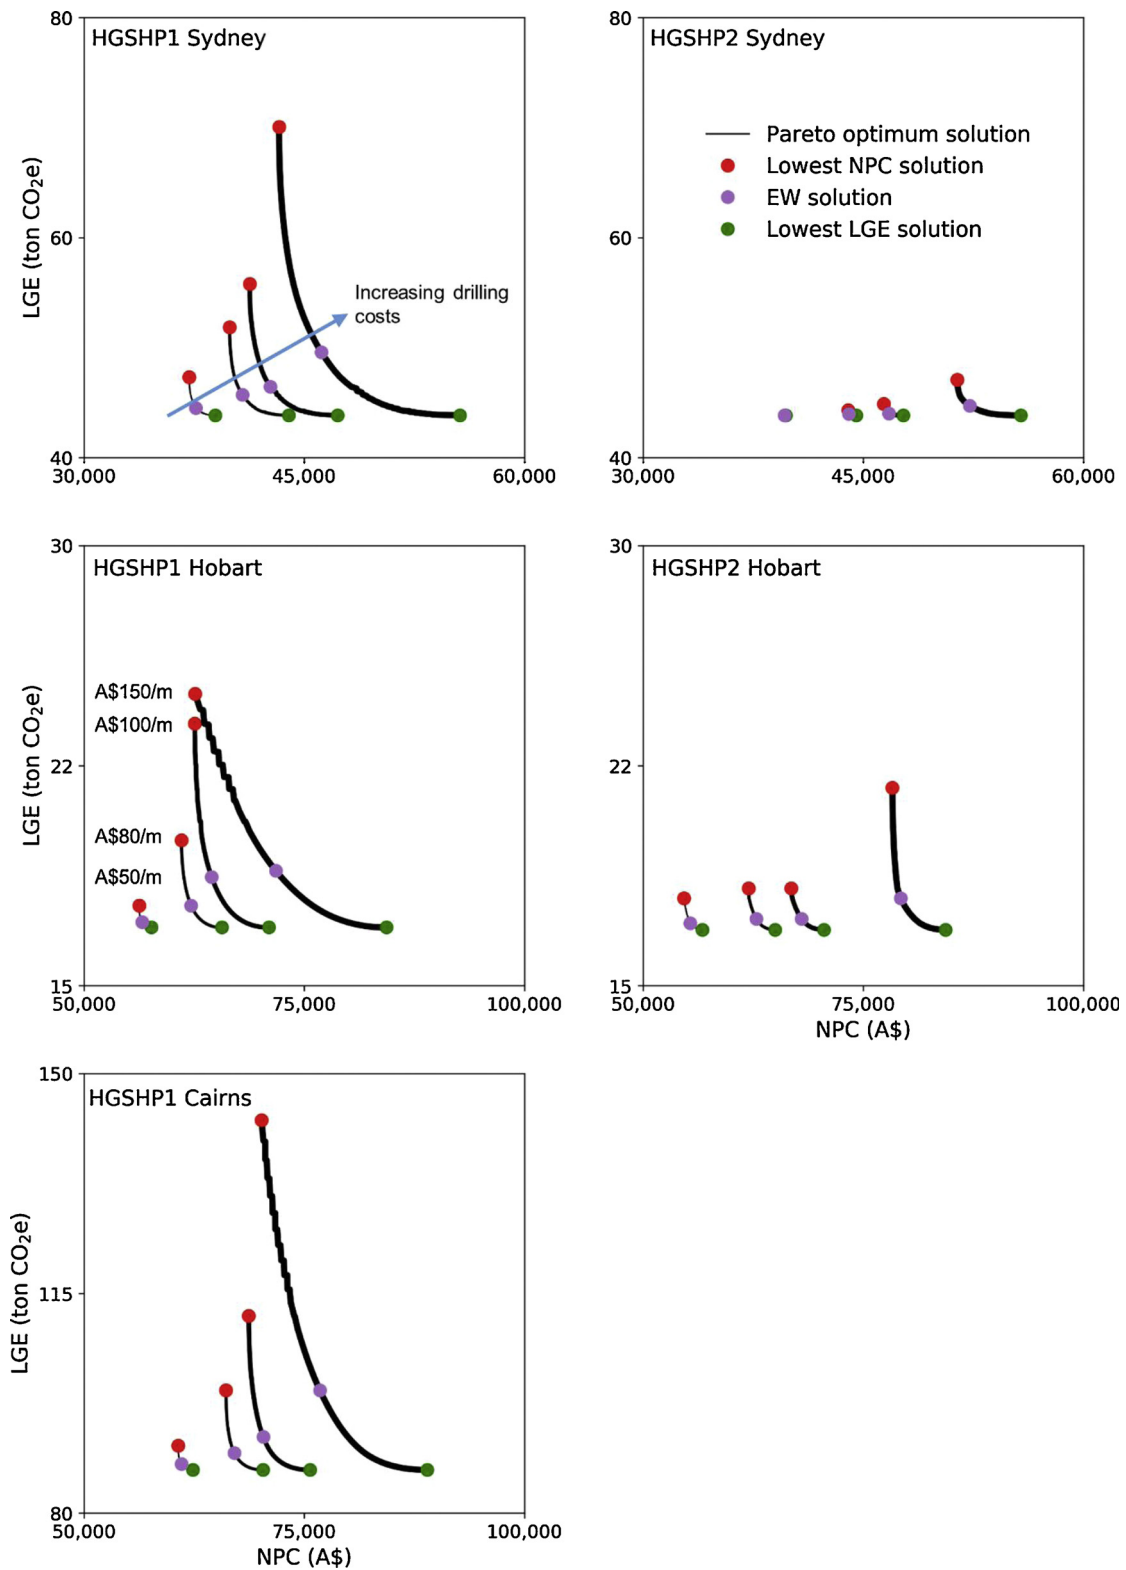 HGSHP1 Sydney
80
60
40
LGE (ton CO₂e)
30,000
45,000
60,000
Increasing drilling
costs
HGSHP2 Sydney
80
60
40
30,000
45,000
60,000
Pareto optimum solution
Lowest NPC solution
EW solution
Lowest LGE solution
HGSHP1 Hobart
30
22
15
LGE (ton CO₂e)
A$150/m
A$100/m
A$80/m
A$50/m
50,000
75,000
100,000
HGSHP2 Hobart
30
22
15
50,000
75,000
100,000
NPC (A$)
HGSHP1 Cairns
150
115
80
LGE (ton CO₂e)
50,000
75,000
100,000
NPC (A$)